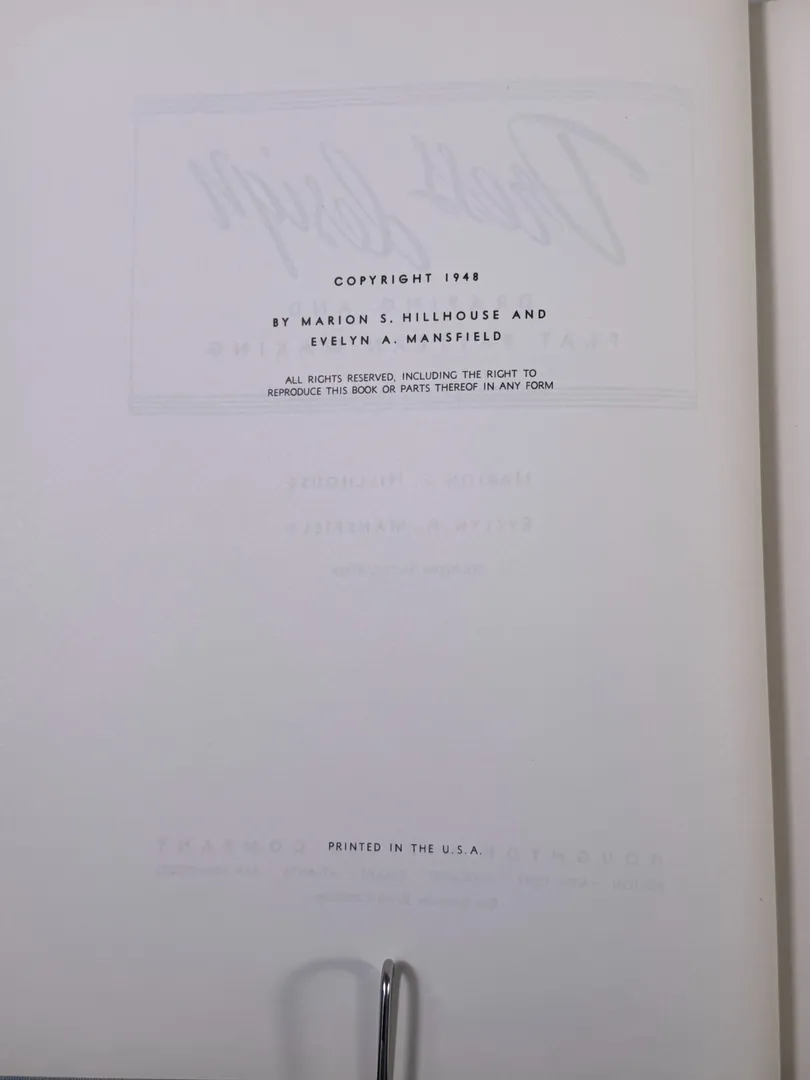 COPYRIGHT 1948
BY MARION S. HILLHOUSE AND
EVELYN A. MANSFIELD
ALL RIGHTS RESERVED, INCLUDING THE RIGHT TO
REPRODUCE THIS BOOK OR PARTS THEREOF IN ANY FORM
PRINTED IN THE U.S.A.